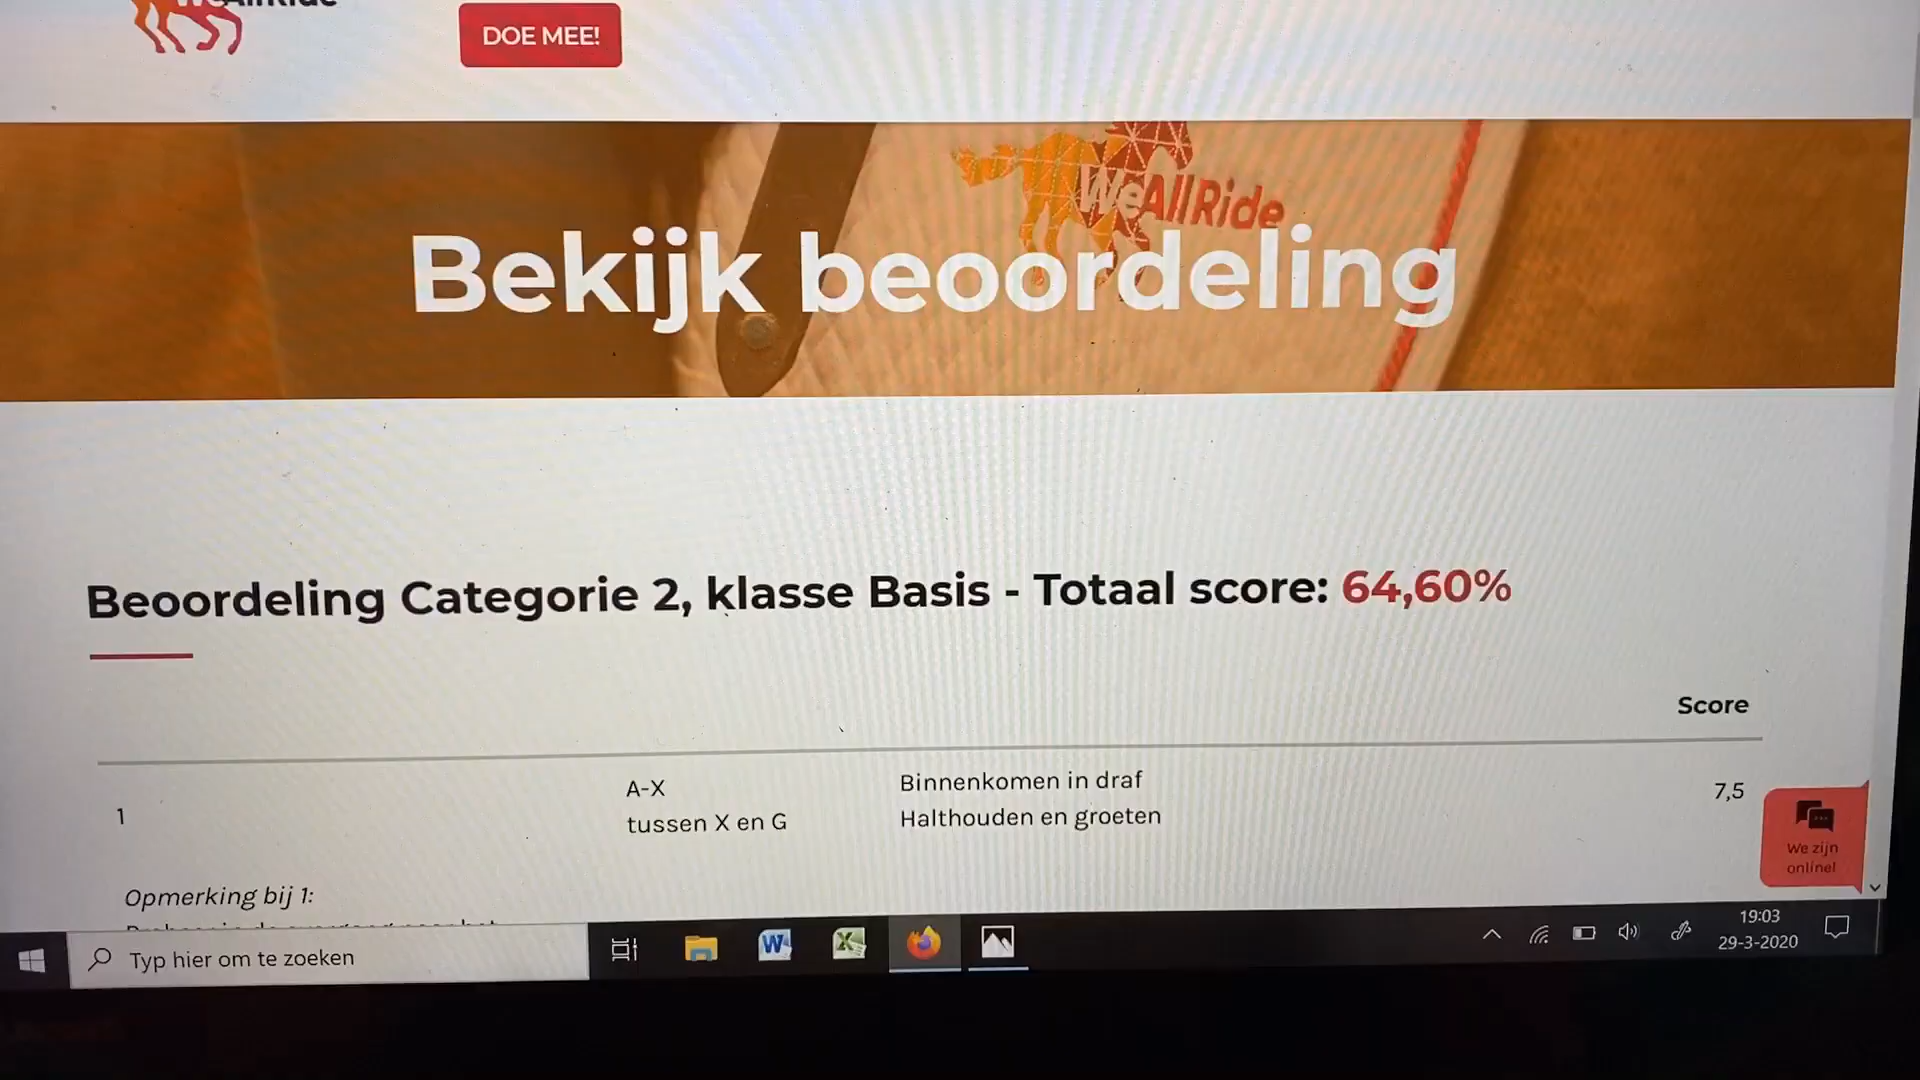 WeAllRide
DOE MEE!
WeAllRide
Bekijk beoordeling
Beoordeling Categorie 2, klasse Basis - Totaal score: 64,60%
Score
1
A-X
tussen X en G
Binnenkomen in draf
Halthouden en groeten
7,5
We zijn
online!
Opmerking bij 1:
Typ hier om te zoeken
19:03
29-3-2020